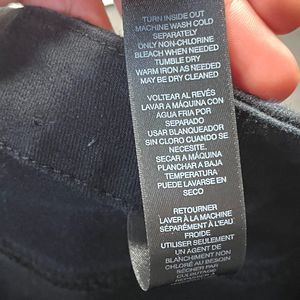 TURN INSIDE OUT
MACHINE WASH COLD
SEPARATELY
ONLY NON-CHLORINE
BLEACH WHEN NEEDED
TUMBLE DRY
WARM IRON AS NEEDED
MAY BE DRY CLEANED
VOLTEAR AL REVÉS
LAVAR A MÁQUINA CON
AGUA FRIA POR
SEPARADO
USAR BLANQUEADOR
SIN CLORO CUANDO SE
NECESITE.
SECAR A MÁQUINA
PLANCHAR A BAJA
TEMPERATURA
PUEDE LAVARSE EN
SECO
RETOURNER
LAVER À LA MACHINE
SÉPARÉMENT À L'EAU
FROIDE
UTILISER SEULEMENT
UN AGENT DE
BLANCHIMENT NON
CHLORÉ AU BESOIN
SÉCHER PAR
CULBUTAGE